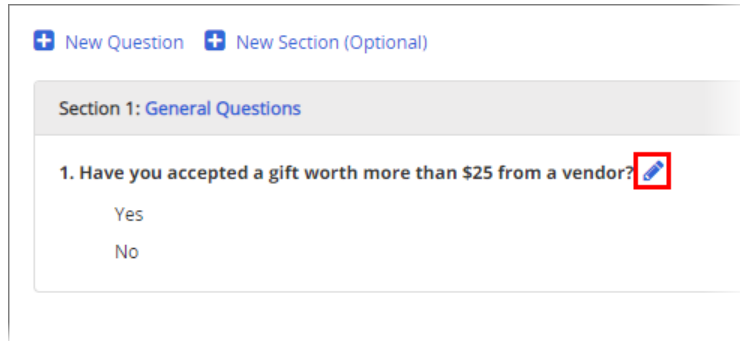 New Question New Section (Optional)
Section 1: General Questions
1. Have you accepted a gift worth more than $25 from a vendor?
Yes
No